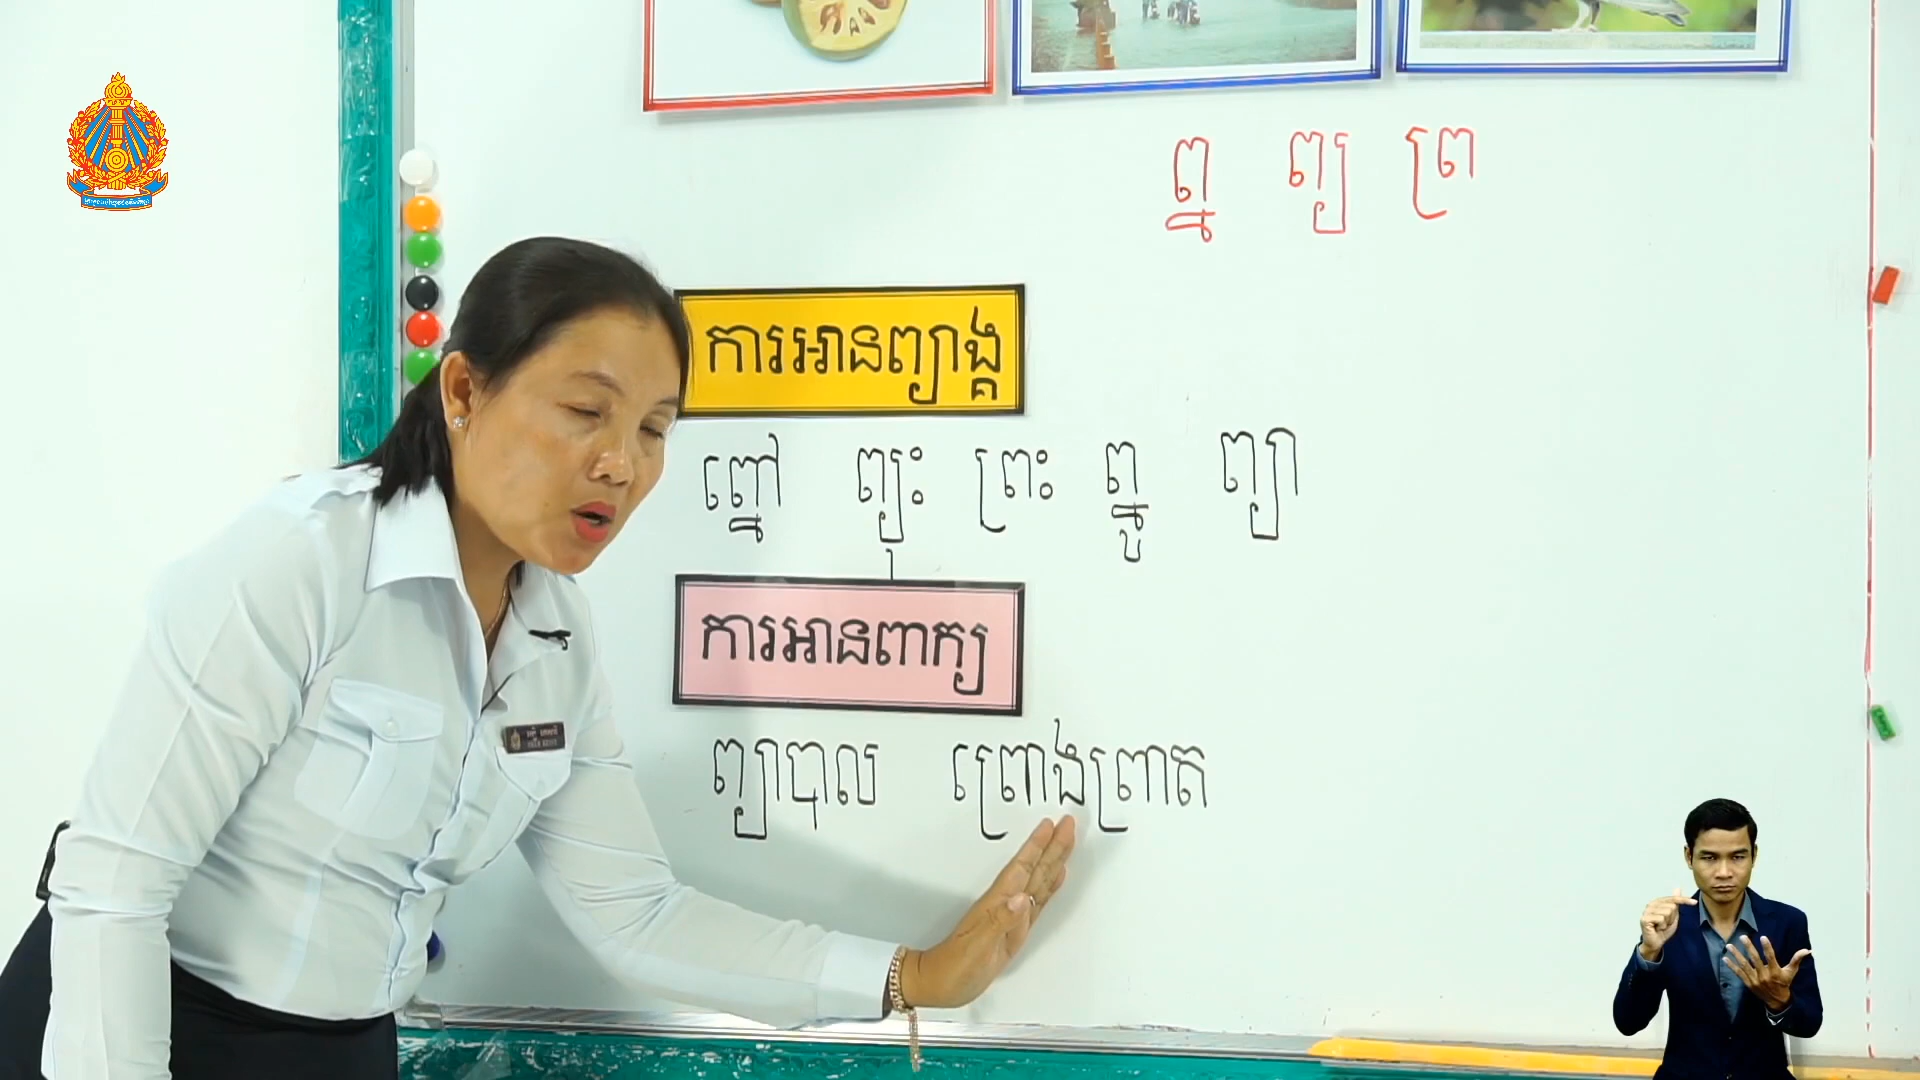 ព្ន ព្យ ព្រ
ការអានព្យាង្គ
ព្នៅ ព្យុះ ព្រះ ព្នូ ព្យា
ការអានពាក្យ
ព្យាបាល ព្រោងព្រាត